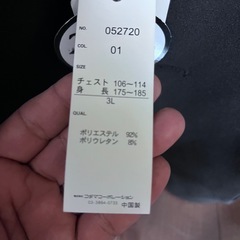 NO. 052720
COL. 01
SIZE
チェスト 106～114
身 長 175～185
3L
QUAL.
ポリエステル 92%
ポリウレタン 8%
中国製